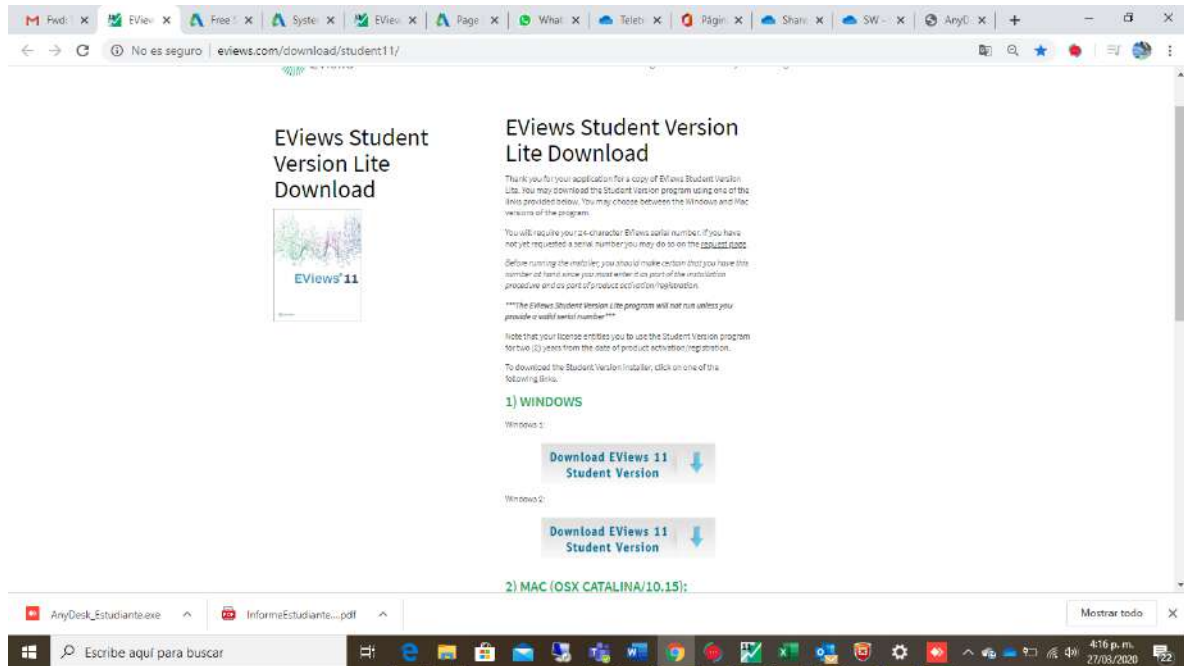 Fwd:
EView
Free
Syste
EView
Page
What
Telet
Págin
Share
SW -
AnyD
No es seguro
eviews.com/download/student11/
EViews Student
Version Lite
Download
EViews 11
EViews Student Version
Lite Download
Thank you for your application for a copy of EViews Student Version
Lite. You may download the Student Version program using one of the
links provided below. You may choose between the Windows and Mac
versions of the program.
You will require your 24-character EViews serial number. If you have
not yet requested a serial number you may do so on the request page
Before running the installer, you should make certain that you have this
number at hand since you must enter it as part of the installation
procedure and as part of product activation/registration.
***The EViews Student Version Lite program will not run unless you
provide a valid serial number***
Note that your license entitles you to use the Student Version program
for two (2) years from the date of product activation/registration.
To download the Student Version installer, click on one of the
following links.
1) WINDOWS
Windows 1:
Download EViews 11
Student Version
Windows 2:
Download EViews 11
Student Version
2) MAC (OSX CATALINA/10.15):
AnyDesk_Estudiante.exe
InformeEstudiante....pdf
Mostrar todo
Escribe aquí para buscar
4:16 p. m.
27/03/2020
22